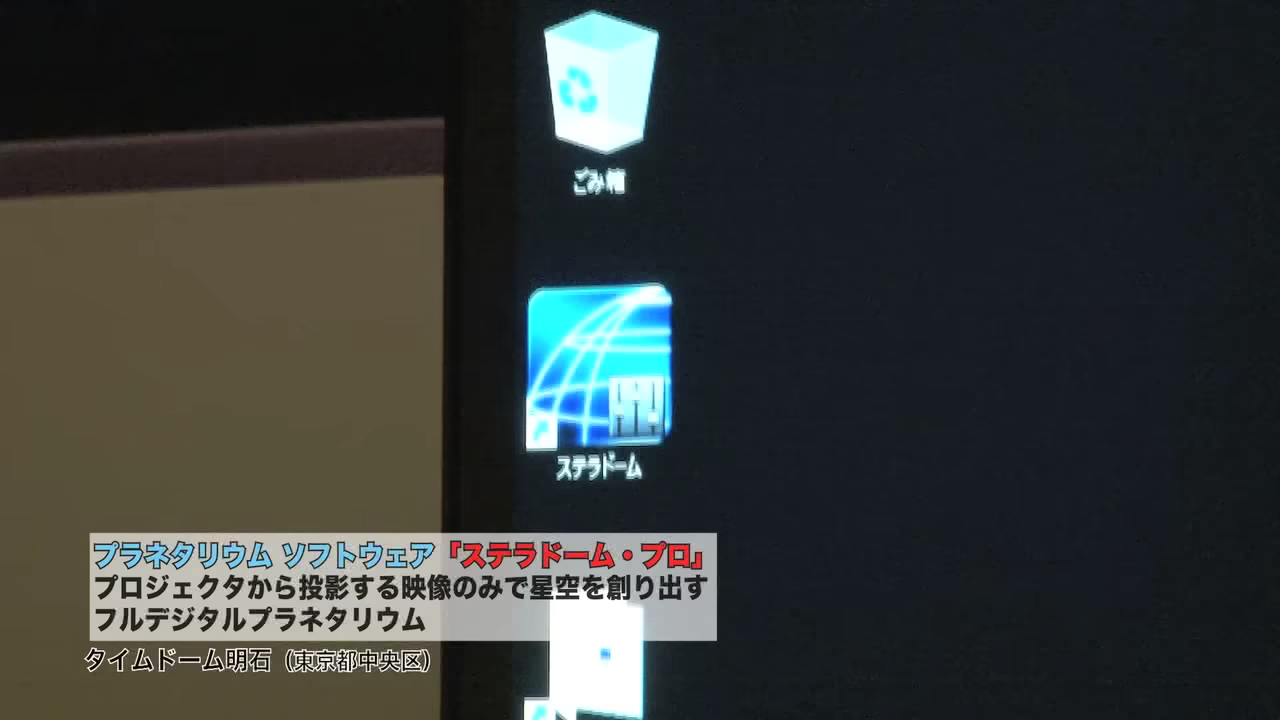 ごみ箱
ステラドーム
プラネタリウム ソフトウェア「ステラドーム・プロ」
プロジェクタから投影する映像のみで星空を創り出す
フルデジタルプラネタリウム
タイムドーム明石（東京都中央区）